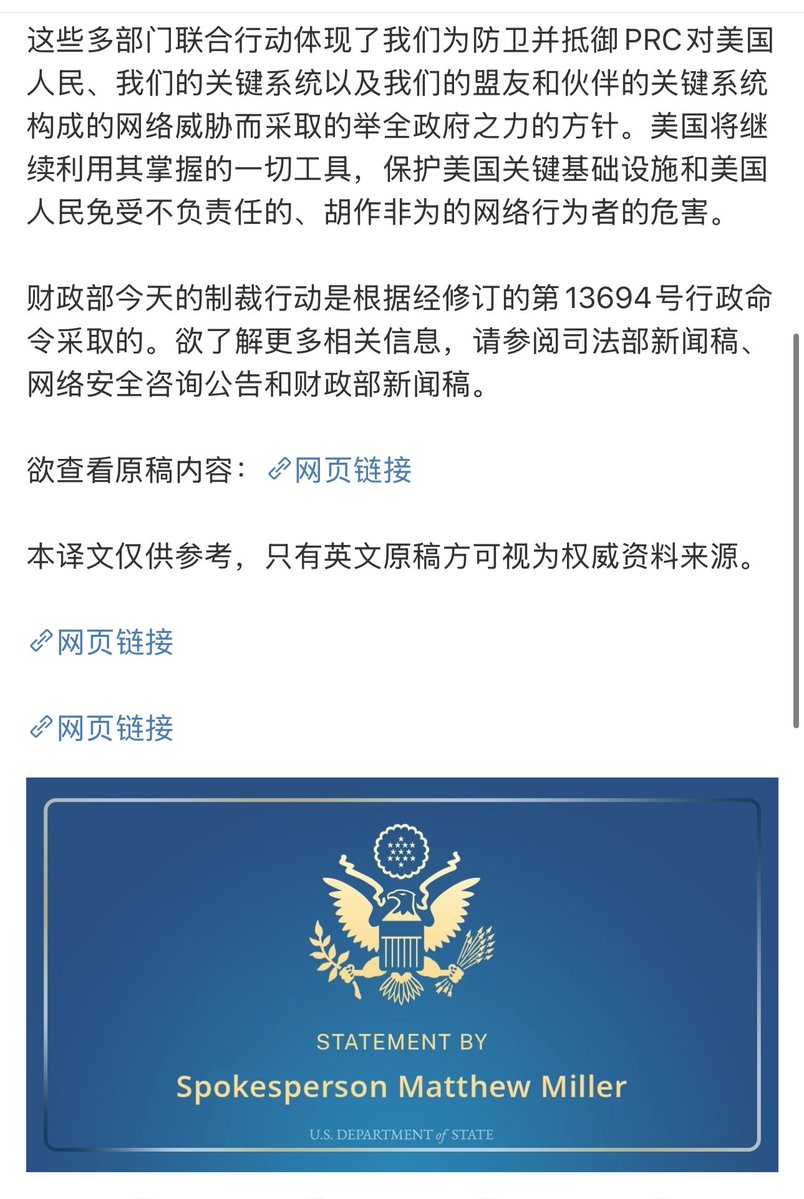 这些多部门联合行动体现了我们为防卫并抵御PRC对美国
人民、我们的关键系统以及我们的盟友和伙伴的关键系统
构成的网络威胁而采取的举全政府之力的方针。美国将继
续利用其掌握的一切工具，保护美国关键基础设施和美国
人民免受不负责任的、胡作非为的网络行为者的危害。
财政部今天的制裁行动是根据经修订的第13694号行政命
令采取的。欲了解更多相关信息，请参阅司法部新闻稿、
网络安全咨询公告和财政部新闻稿。
欲查看原稿内容： 网页链接
本译文仅供参考，只有英文原稿方可视为权威资料来源。
网页链接
网页链接
STATEMENT BY
Spokesperson Matthew Miller
U.S. DEPARTMENT of STATE